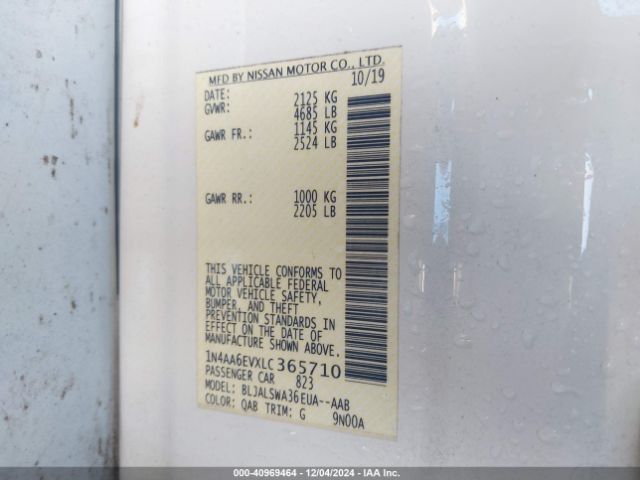 MFD BY NISSAN MOTOR CO., LTD.
DATE: 10/19
GVWR: 2125 KG
4685 LB
GAWR FR.: 1145 KG
2524 LB
GAWR RR.: 1000 KG
2205 LB
THIS VEHICLE CONFORMS TO
ALL APPLICABLE FEDERAL
MOTOR VEHICLE SAFETY,
BUMPER, AND THEFT
PREVENTION STANDARDS IN
EFFECT ON THE DATE OF
MANUFACTURE SHOWN ABOVE.
1N4AA6EVXLC365710
PASSENGER CAR 823
MODEL: BLJALSWA36EUA--AAB
COLOR: QAB TRIM: G 9N00A
000-40969464 - 12/04/2024 - IAA Inc.